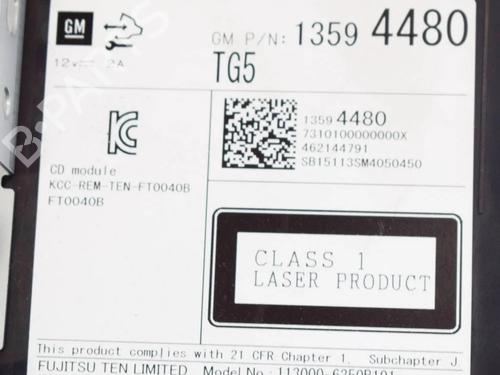 GM
GM P/N: 1359 4480
12V 2A
TG5
1359 4480
7310100000000X
462144791
SB15113SM4050450
CD module
KCC-REM-TEN-FT0040B
FT0040B
CLASS 1
LASER PRODUCT
This product complies with 21 CFR Chapter 1. Subchapter J.
FUJITSU TEN LIMITED Model: